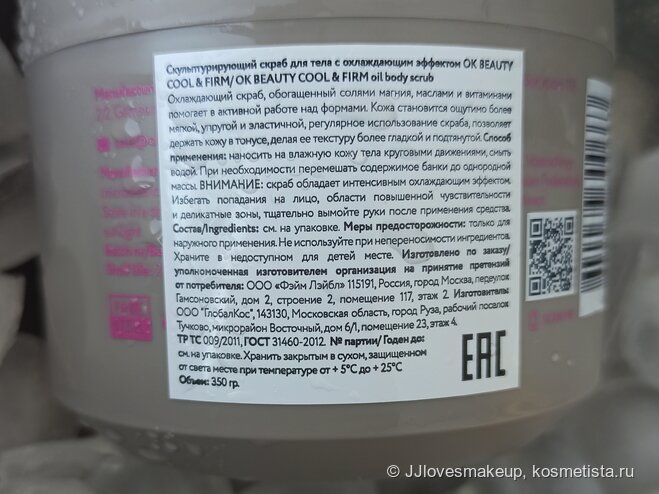 Скульптурирующий скраб для тела с охлаждающим эффектом OK BEAUTY
COOL & FIRM/ OK BEAUTY COOL & FIRM oil body scrub
Охлаждающий скраб, обогащенный солями магния, маслами и витаминами
помогает в активной работе над формами. Кожа становится ощутимо более
мягкой, упругой и эластичной, регулярное использование скраба, позволяет
держать кожу в тонусе, делая ее текстуру более гладкой и подтянутой. Способ
применения: наносить на влажную кожу тела круговыми движениями, смыть
водой. При необходимости перемешать содержимое банки до однородной
массы. ВНИМАНИЕ: скраб обладает интенсивным охлаждающим эффектом.
Избегать попадания на лицо, области повышенной чувствительности
и деликатные зоны, тщательно вымойте руки после применения средства.
Состав/Ingredients: см. на упаковке. Меры предосторожности: только для
наружного применения. Не используйте при непереносимости ингредиентов.
Храните в недоступном для детей месте. Изготовлено по заказу/
уполномоченная изготовителем организация на принятие претензий
от потребителя: ООО «Фэйм Лэйбл» 115191, Россия, город Москва, переулок
Гамсоновский, дом 2, строение 2, помещение 117, этаж 2. Изготовитель:
ООО "ГлобалКос", 143130, Московская область, город Руза, рабочий поселок
Тучково, микрорайон Восточный, дом 6/1, помещение 23, этаж 4.
ТР ТС 009/2011, ГОСТ 31460-2012. № партии/ Годен до:
см. на упаковке. Хранить закрытым в сухом, защищенном
от света месте при температуре от + 5°С до + 25°С
Объем: 350 гр.
EAC
© JJlovesmakeup, kosmetista.ru